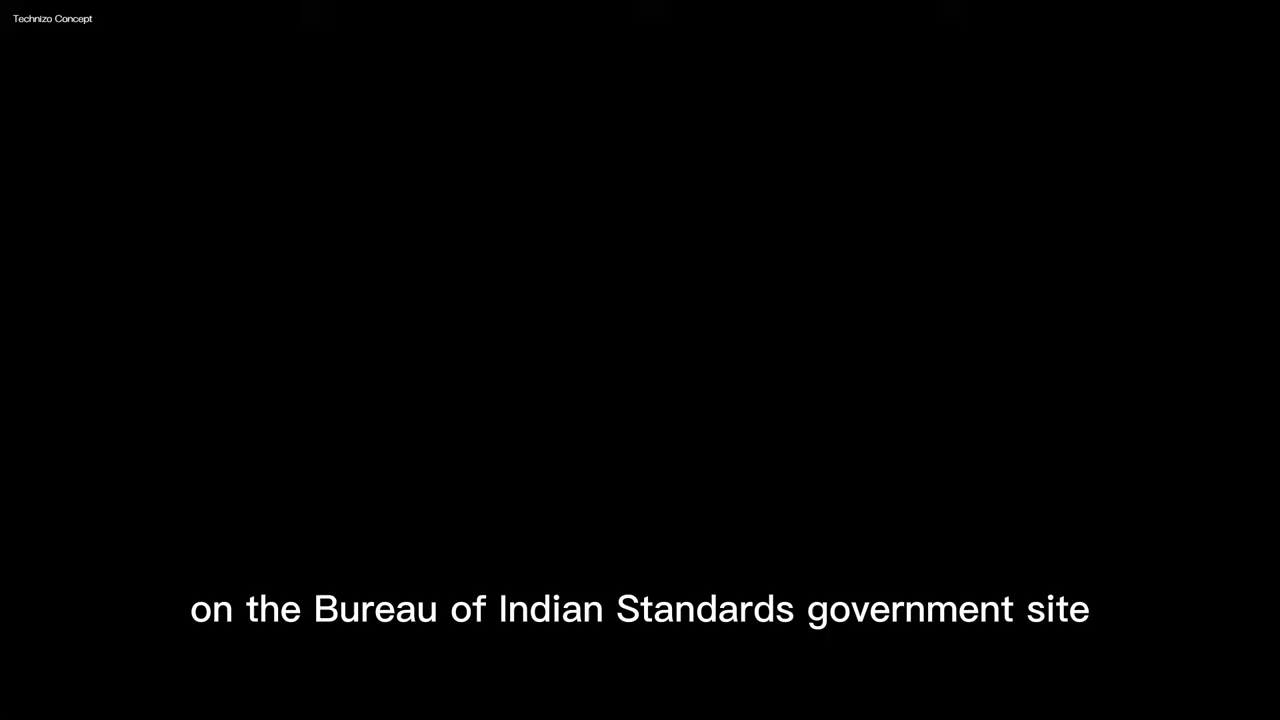 Technizo Concept
on the Bureau of Indian Standards government site